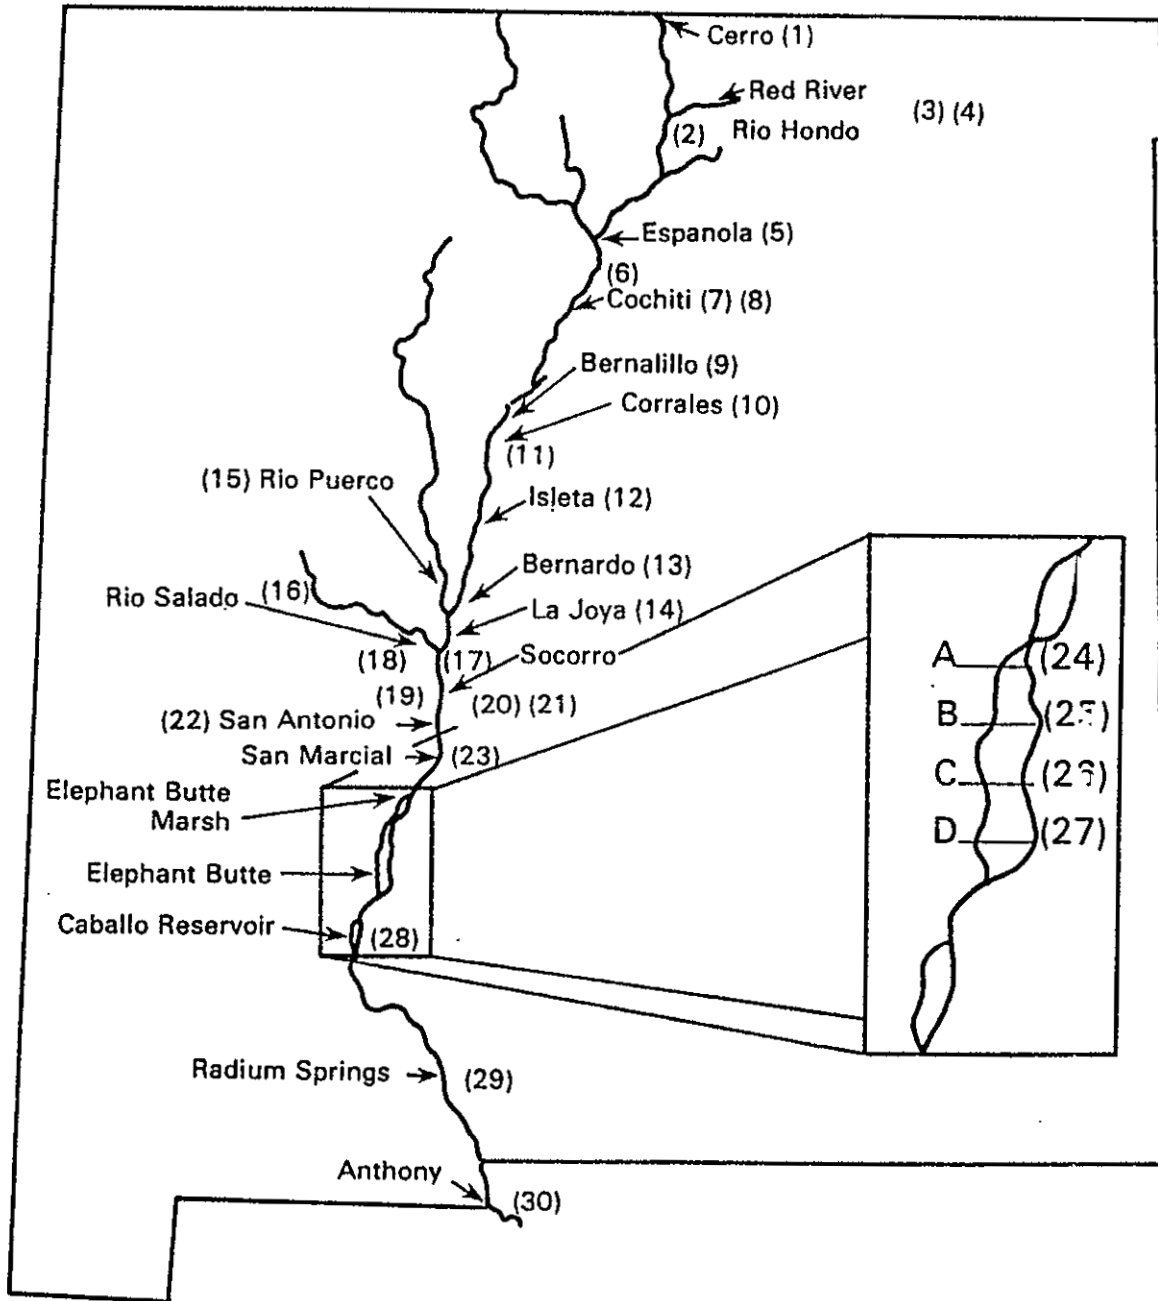 Cerro (1)
Red River
(3) (4)
(2) Rio Hondo
Espanola (5)
(6)
Cochiti (7) (8)
Bernalillo (9)
Corrales (10)
(11)
(15) Rio Puerco
Isleta (12)
Bernardo (13)
(16)
Rio Salado
La Joya (14)
(18) (17) Socorro
(19)
(20) (21)
(22) San Antonio
San Marcial (23)
Elephant Butte
Marsh
Elephant Butte
Caballo Reservoir (28)
A (24)
B (25)
C (26)
D (27)
Radium Springs (29)
Anthony (30)